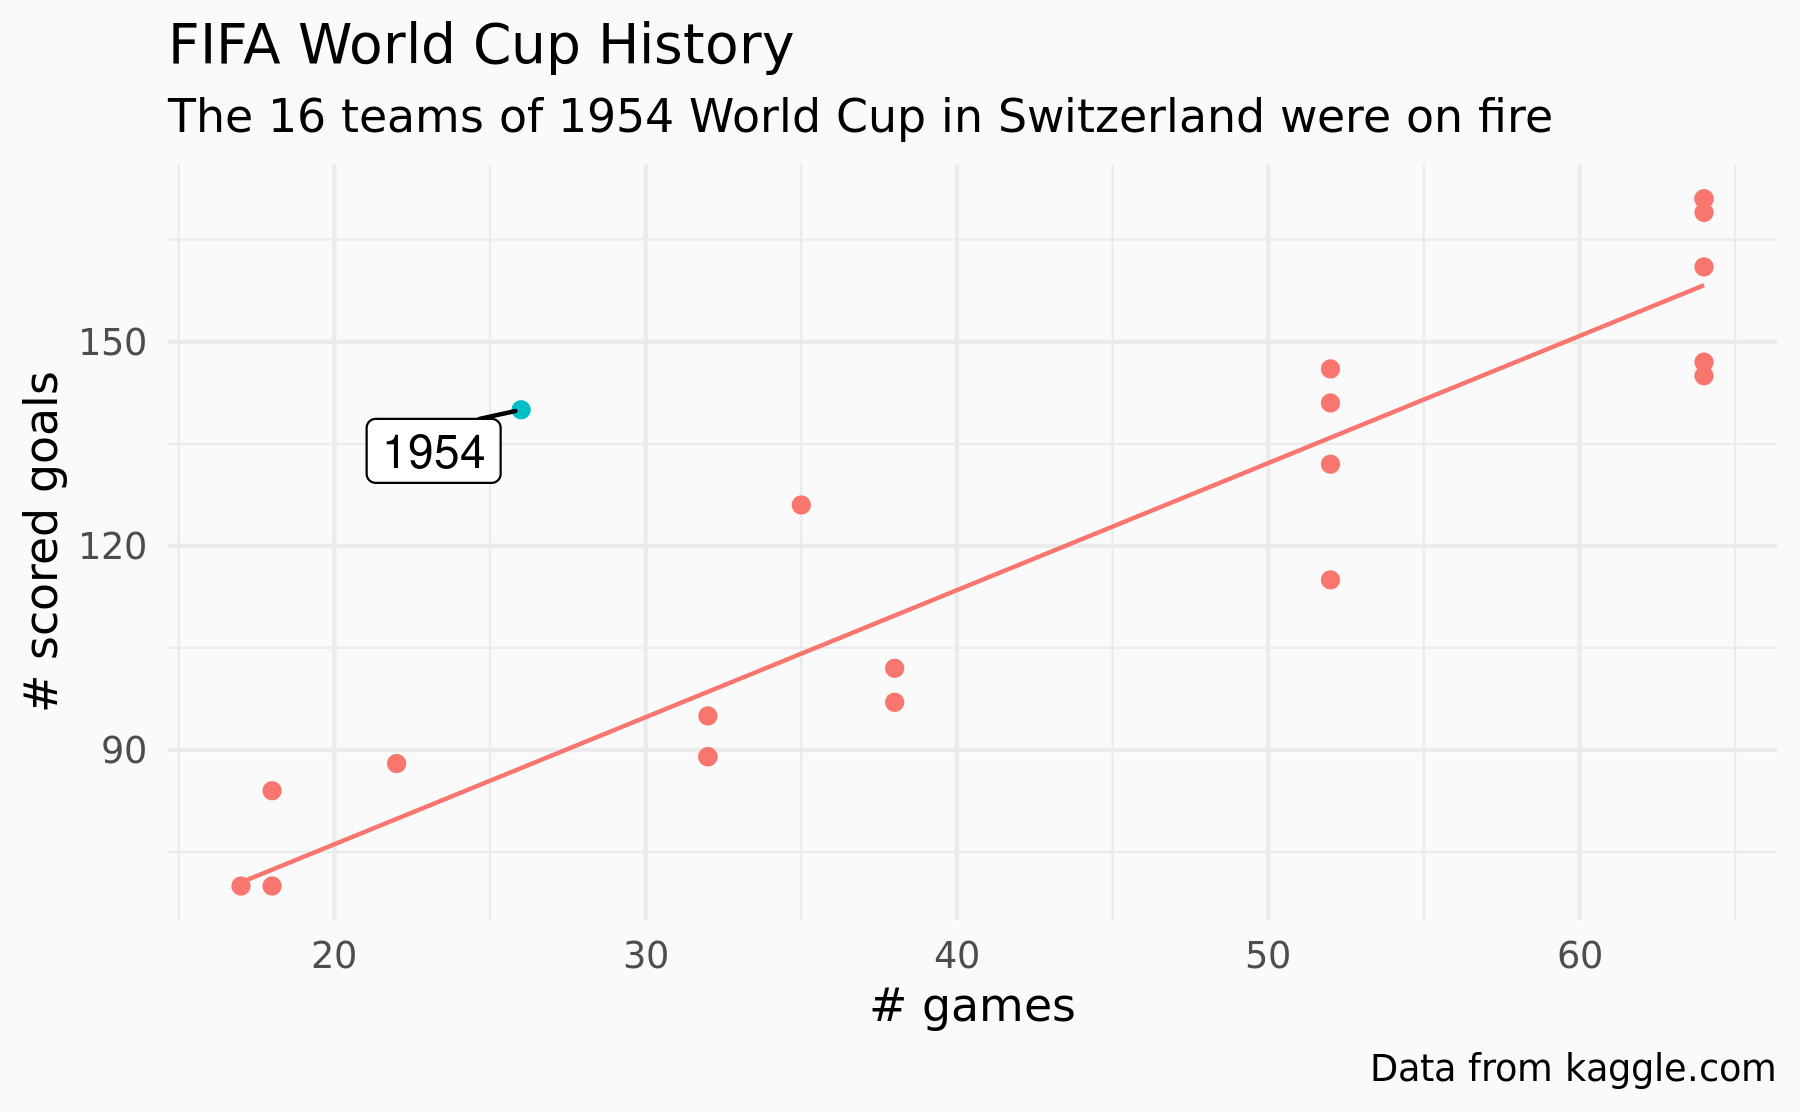 FIFA World Cup History
The 16 teams of 1954 World Cup in Switzerland were on fire
# scored goals
150
120
90
1954
20 30 40 50 60
# games
Data from kaggle.com